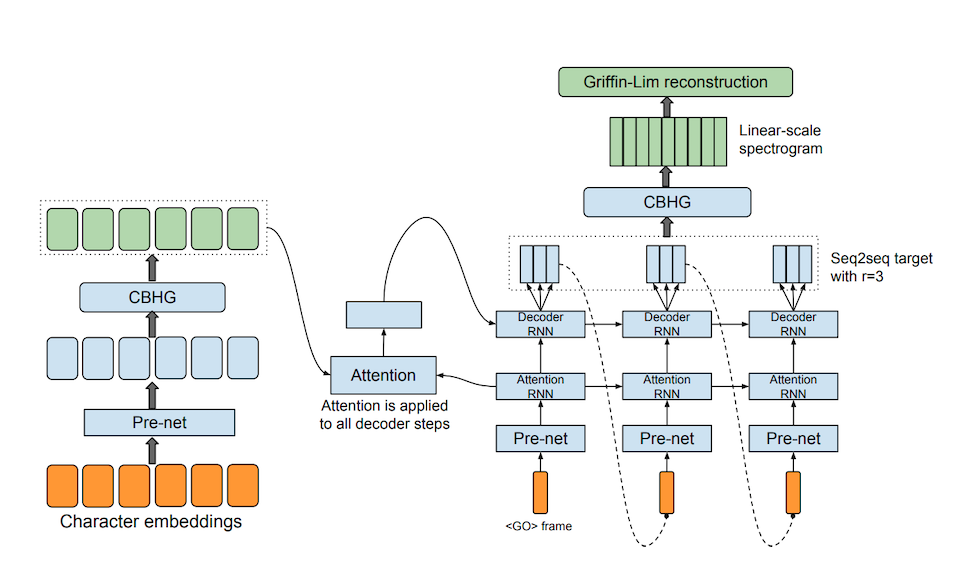 Griffin-Lim reconstruction
Linear-scale
spectrogram
CBHG
Seq2seq target
with r=3
CBHG
Decoder
RNN
Decoder
RNN
Decoder
RNN
Attention
Attention is applied
to all decoder steps
Attention
RNN
Attention
RNN
Attention
RNN
Pre-net
Pre-net
Pre-net
Pre-net
<GO> frame
Character embeddings